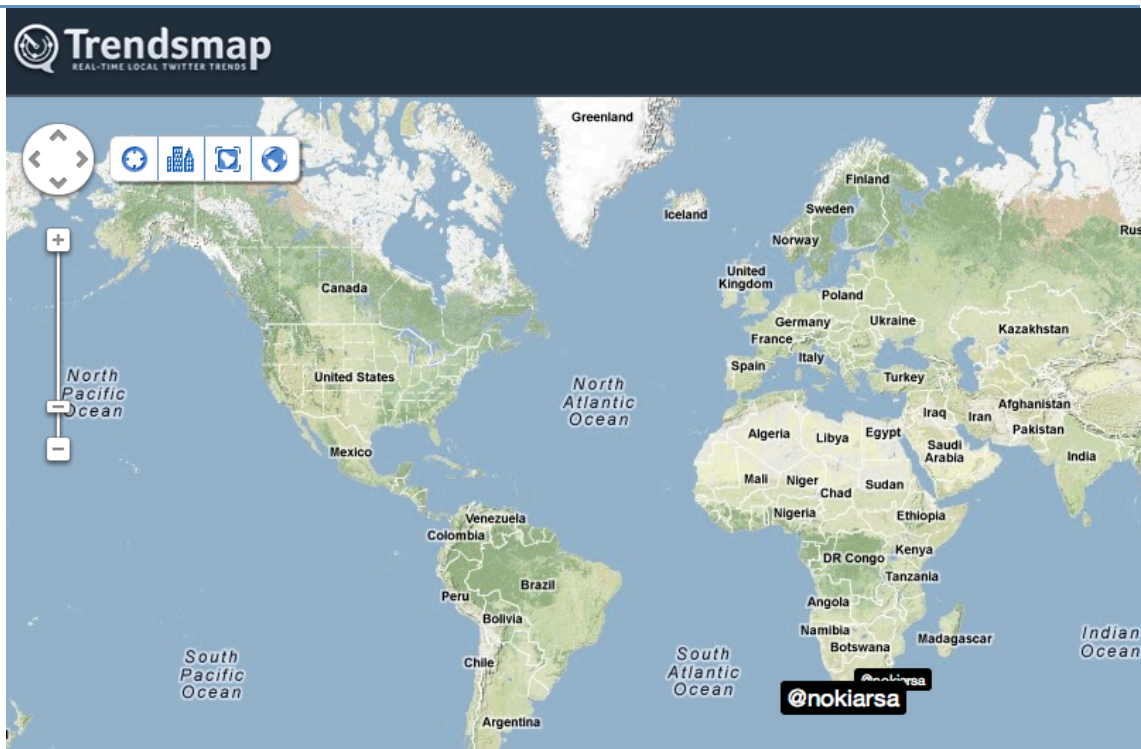 Trendsmap
REAL-TIME LOCAL TWITTER TRENDS
Greenland
Finland
Iceland
Sweden
Norway
Rus
United
Kingdom
Canada
Poland
Germany
Ukraine
Kazakhstan
France
Italy
Spain
United States
Turkey
North
Pacific
Ocean
North
Atlantic
Ocean
Afghanistan
Iraq
Iran
Pakistan
Algeria
Libya
Egypt
Saudi
Arabia
India
Mexico
Mali
Niger
Chad
Sudan
Nigeria
Ethiopia
Venezuela
Colombia
DR Congo
Kenya
Tanzania
Brazil
Peru
Angola
Bolivia
Namibia
Botswana
Madagascar
Indian
Ocean
South
Pacific
Ocean
Chile
South
Atlantic
Ocean
@nokiarsa
@nokiarsa
Argentina